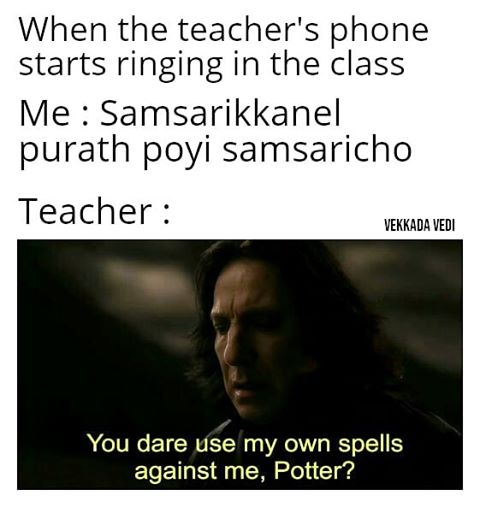 When the teacher's phone
starts ringing in the class
Me : Samsarikkanel
purath poyi samsaricho
Teacher :
VEKKADA VEDI
You dare use my own spells
against me, Potter?